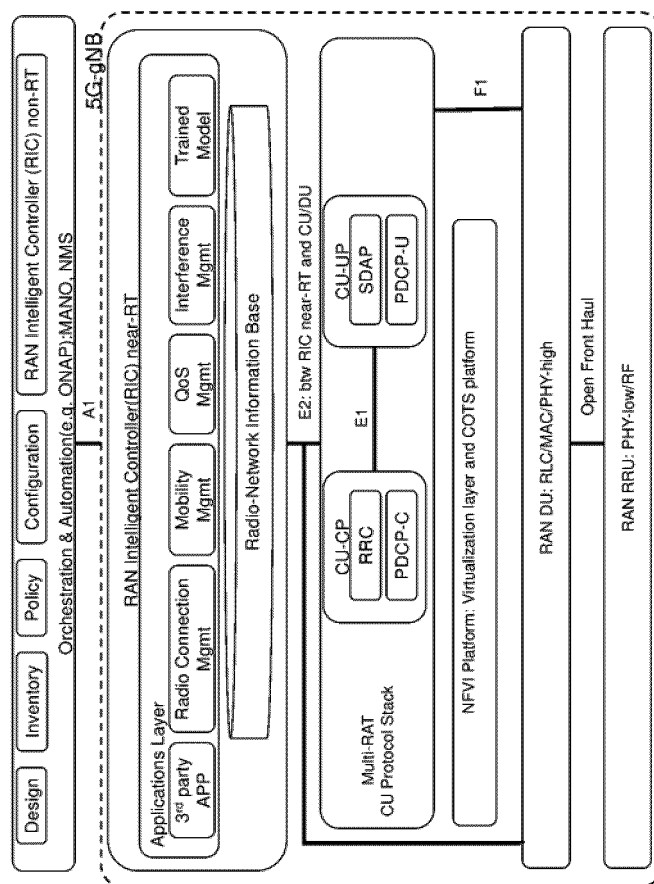 Design
Inventory
Policy
Configuration
RAN Intelligent Controller (RIC) non-RT
Orchestration & Automation(e.g. ONAP):MANO, NMS
A1
5G-gNB
RAN Intelligent Controller(RIC) near-RT
Applications Layer
3rd party
APP
Radio Connection
Mgmt
Mobility
Mgmt
QoS
Mgmt
Interference
Mgmt
Trained
Model
Radio-Network Information Base
E2: btw RIC near-RT and CU/DU
Multi-RAT
CU Protocol Stack
CU-CP
RRC
PDCP-C
E1
CU-UP
SDAP
PDCP-U
F1
NFVI Platform: Virtualization layer and COTS platform
RAN DU: RLC/MAC/PHY-high
Open Front Haul
RAN RRU: PHY-low/RF